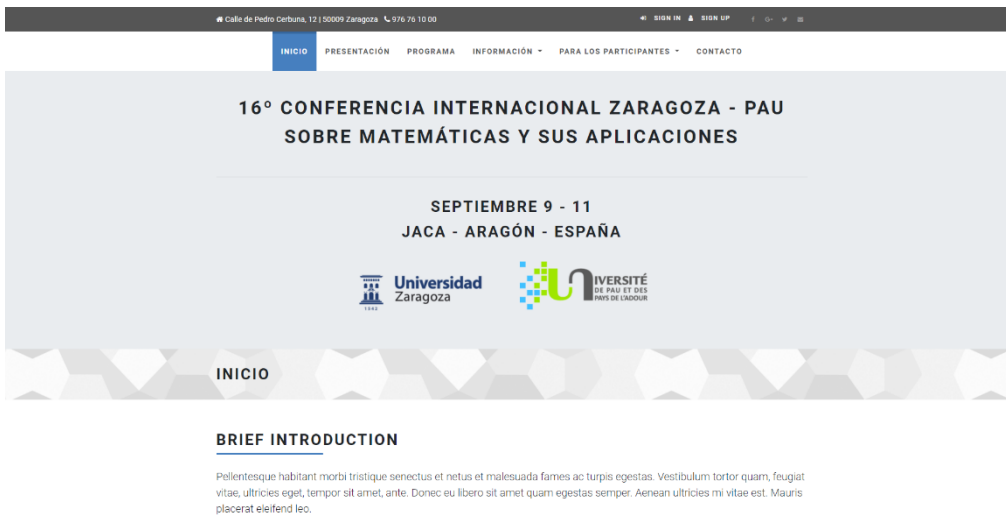 Calle de Pedro Cerbuna, 12 | 50009 Zaragoza 976 76 10 00 SIGN IN SIGN UP
INICIO PRESENTACIÓN PROGRAMA INFORMACIÓN PARA LOS PARTICIPANTES CONTACTO
16º CONFERENCIA INTERNACIONAL ZARAGOZA - PAU
SOBRE MATEMÁTICAS Y SUS APLICACIONES
SEPTIEMBRE 9 - 11
JACA - ARAGÓN - ESPAÑA
Universidad
Zaragoza
1542
UNIVERSITÉ
DE PAU ET DES
PAYS DE L'ADOUR
INICIO
BRIEF INTRODUCTION
Pellentesque habitant morbi tristique senectus et netus et malesuada fames ac turpis egestas. Vestibulum tortor quam, feugiat
vitae, ultricies eget, tempor sit amet, ante. Donec eu libero sit amet quam egestas semper. Aenean ultricies mi vitae est. Mauris
placerat eleifend leo.